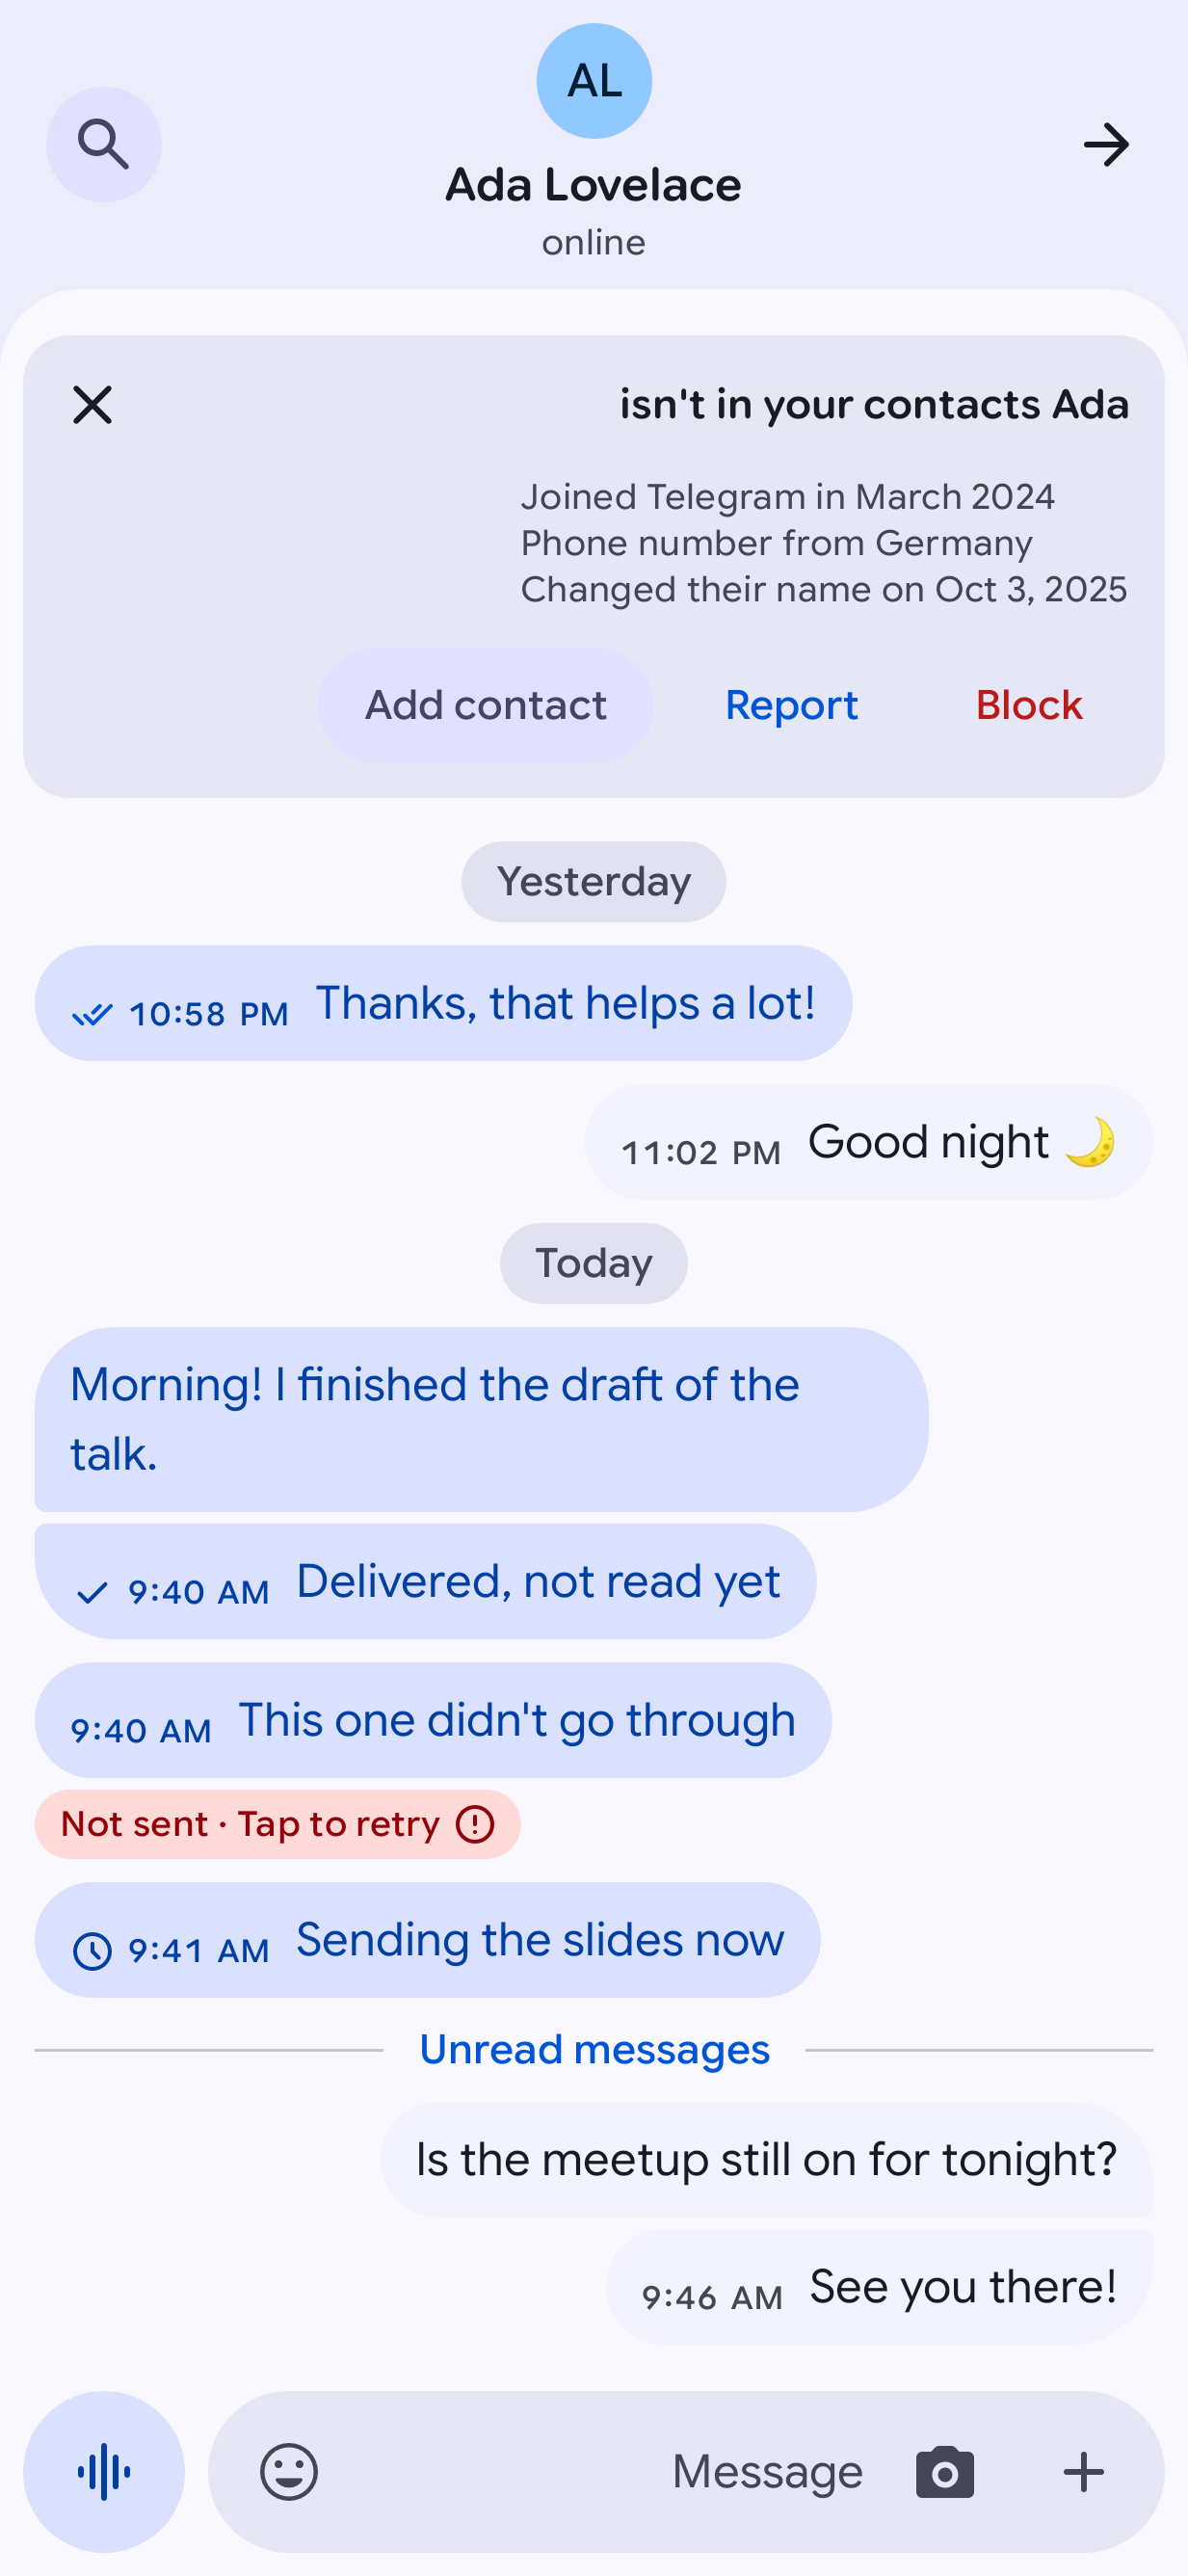 AL
Ada Lovelace
online
isn't in your contacts Ada
Joined Telegram in March 2024
Phone number from Germany
Changed their name on Oct 3, 2025
Add contact
Report
Block
Yesterday
10:58 PM Thanks, that helps a lot!
11:02 PM Good night 🌙
Today
Morning! I finished the draft of the
talk.
9:40 AM Delivered, not read yet
9:40 AM This one didn't go through
Not sent · Tap to retry
9:41 AM Sending the slides now
Unread messages
Is the meetup still on for tonight?
9:46 AM See you there!
Message